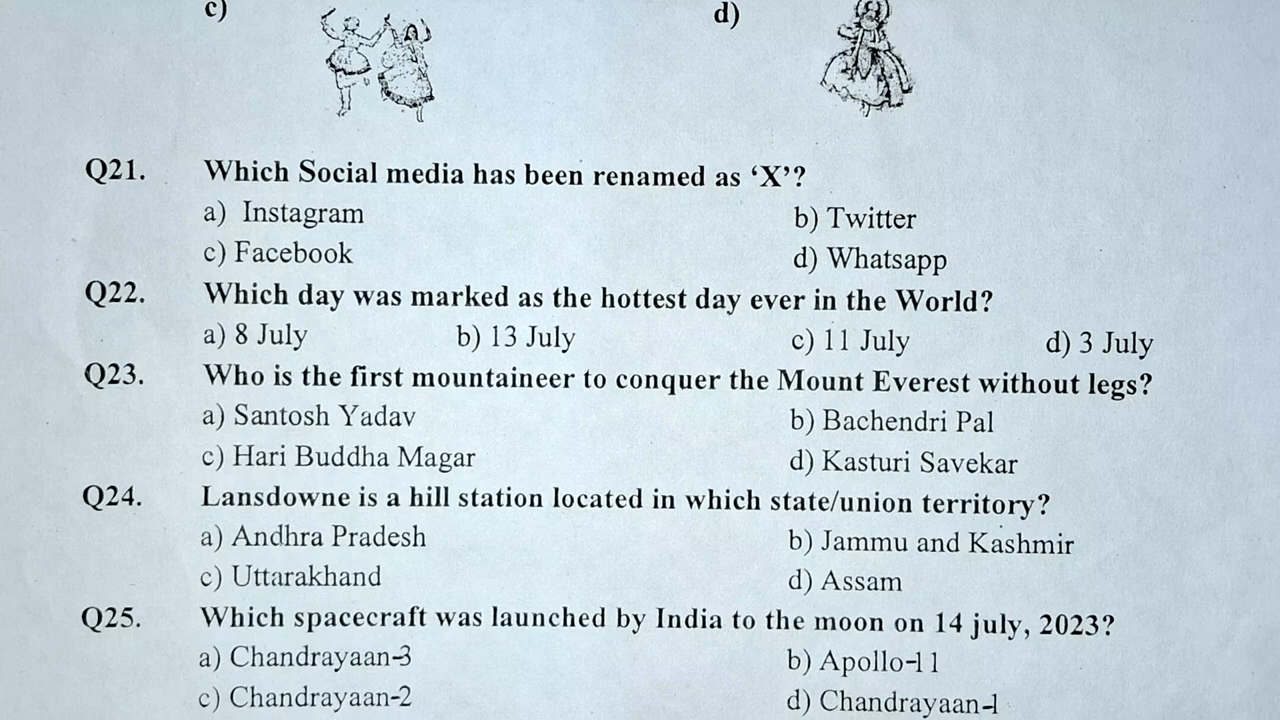 c) d)
Q21. Which Social media has been renamed as ‘X’?
a) Instagram b) Twitter
c) Facebook d) Whatsapp
Q22. Which day was marked as the hottest day ever in the World?
a) 8 July b) 13 July c) 11 July d) 3 July
Q23. Who is the first mountaineer to conquer the Mount Everest without legs?
a) Santosh Yadav b) Bachendri Pal
c) Hari Buddha Magar d) Kasturi Savekar
Q24. Lansdowne is a hill station located in which state/union territory?
a) Andhra Pradesh b) Jammu and Kashmir
c) Uttarakhand d) Assam
Q25. Which spacecraft was launched by India to the moon on 14 july, 2023?
a) Chandrayaan-3 b) Apollo-11
c) Chandrayaan-2 d) Chandrayaan-1